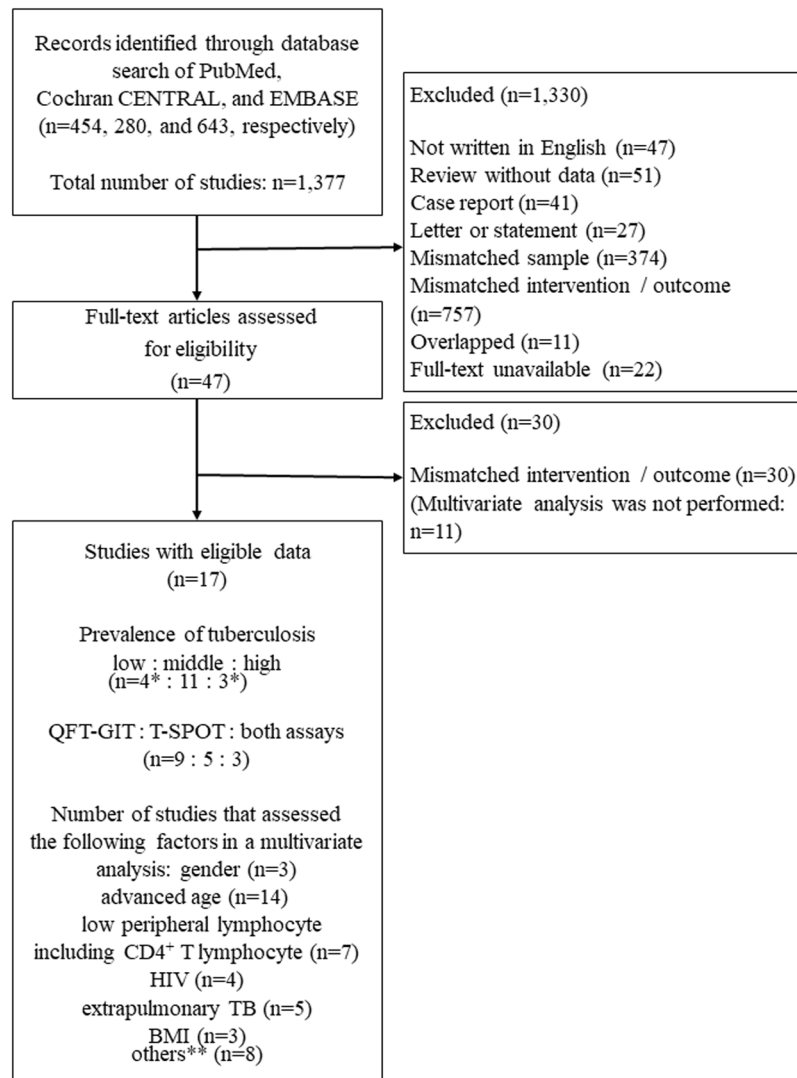 Records identified through database
search of PubMed,
Cochran CENTRAL, and EMBASE
(n=454, 280, and 643, respectively)
Total number of studies: n=1,377
Excluded (n=1,330)
Not written in English (n=47)
Review without data (n=51)
Case report (n=41)
Letter or statement (n=27)
Mismatched sample (n=374)
Mismatched intervention / outcome
(n=757)
Overlapped (n=11)
Full-text unavailable (n=22)
Full-text articles assessed
for eligibility
(n=47)
Excluded (n=30)
Mismatched intervention / outcome (n=30)
(Multivariate analysis was not performed:
n=11)
Studies with eligible data
(n=17)
Prevalence of tuberculosis
low : middle : high
(n=4* : 11 : 3*)
QFT-GIT : T-SPOT : both assays
(n=9 : 5 : 3)
Number of studies that assessed
the following factors in a multivariate
analysis: gender (n=3)
advanced age (n=14)
low peripheral lymphocyte
including CD4⁺ T lymphocyte (n=7)
HIV (n=4)
extrapulmonary TB (n=5)
BMI (n=3)
others** (n=8)